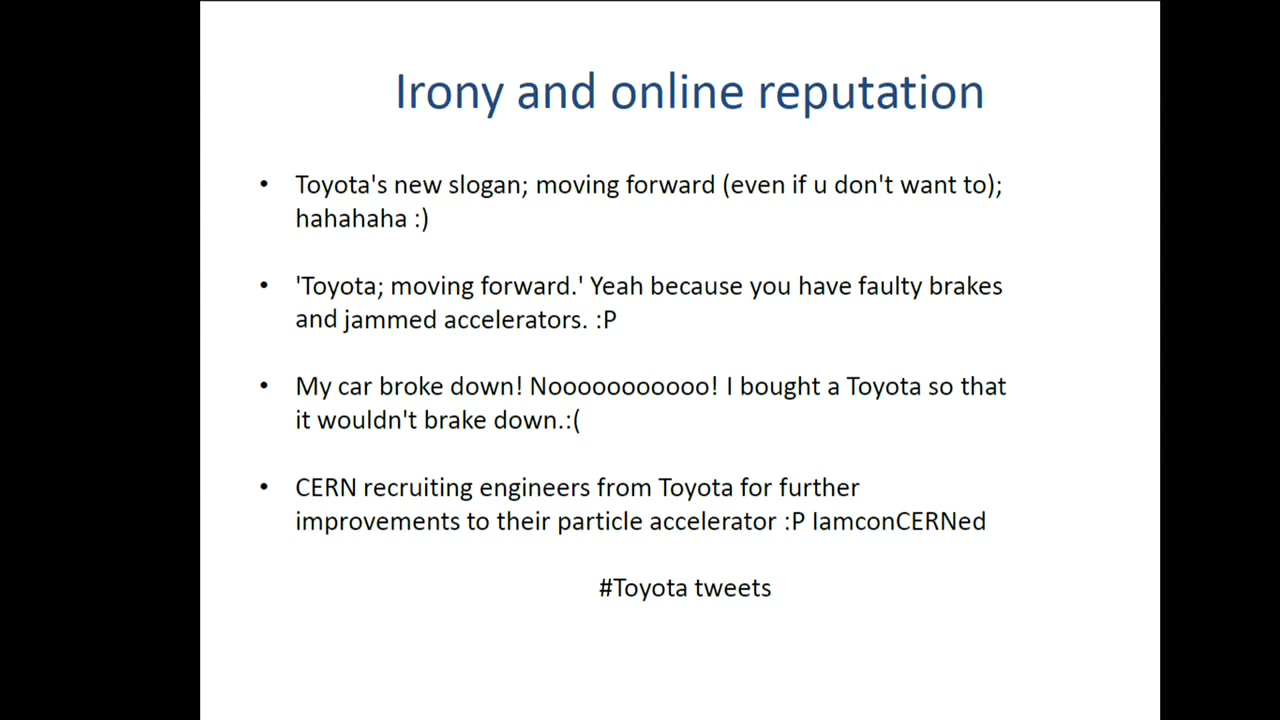 Irony and online reputation
• Toyota's new slogan; moving forward (even if u don't want to);
hahahaha :)
• 'Toyota; moving forward.' Yeah because you have faulty brakes
and jammed accelerators. :P
• My car broke down! Nooooooooooo! I bought a Toyota so that
it wouldn't brake down.:(
• CERN recruiting engineers from Toyota for further
improvements to their particle accelerator :P IamconCERNed
#Toyota tweets